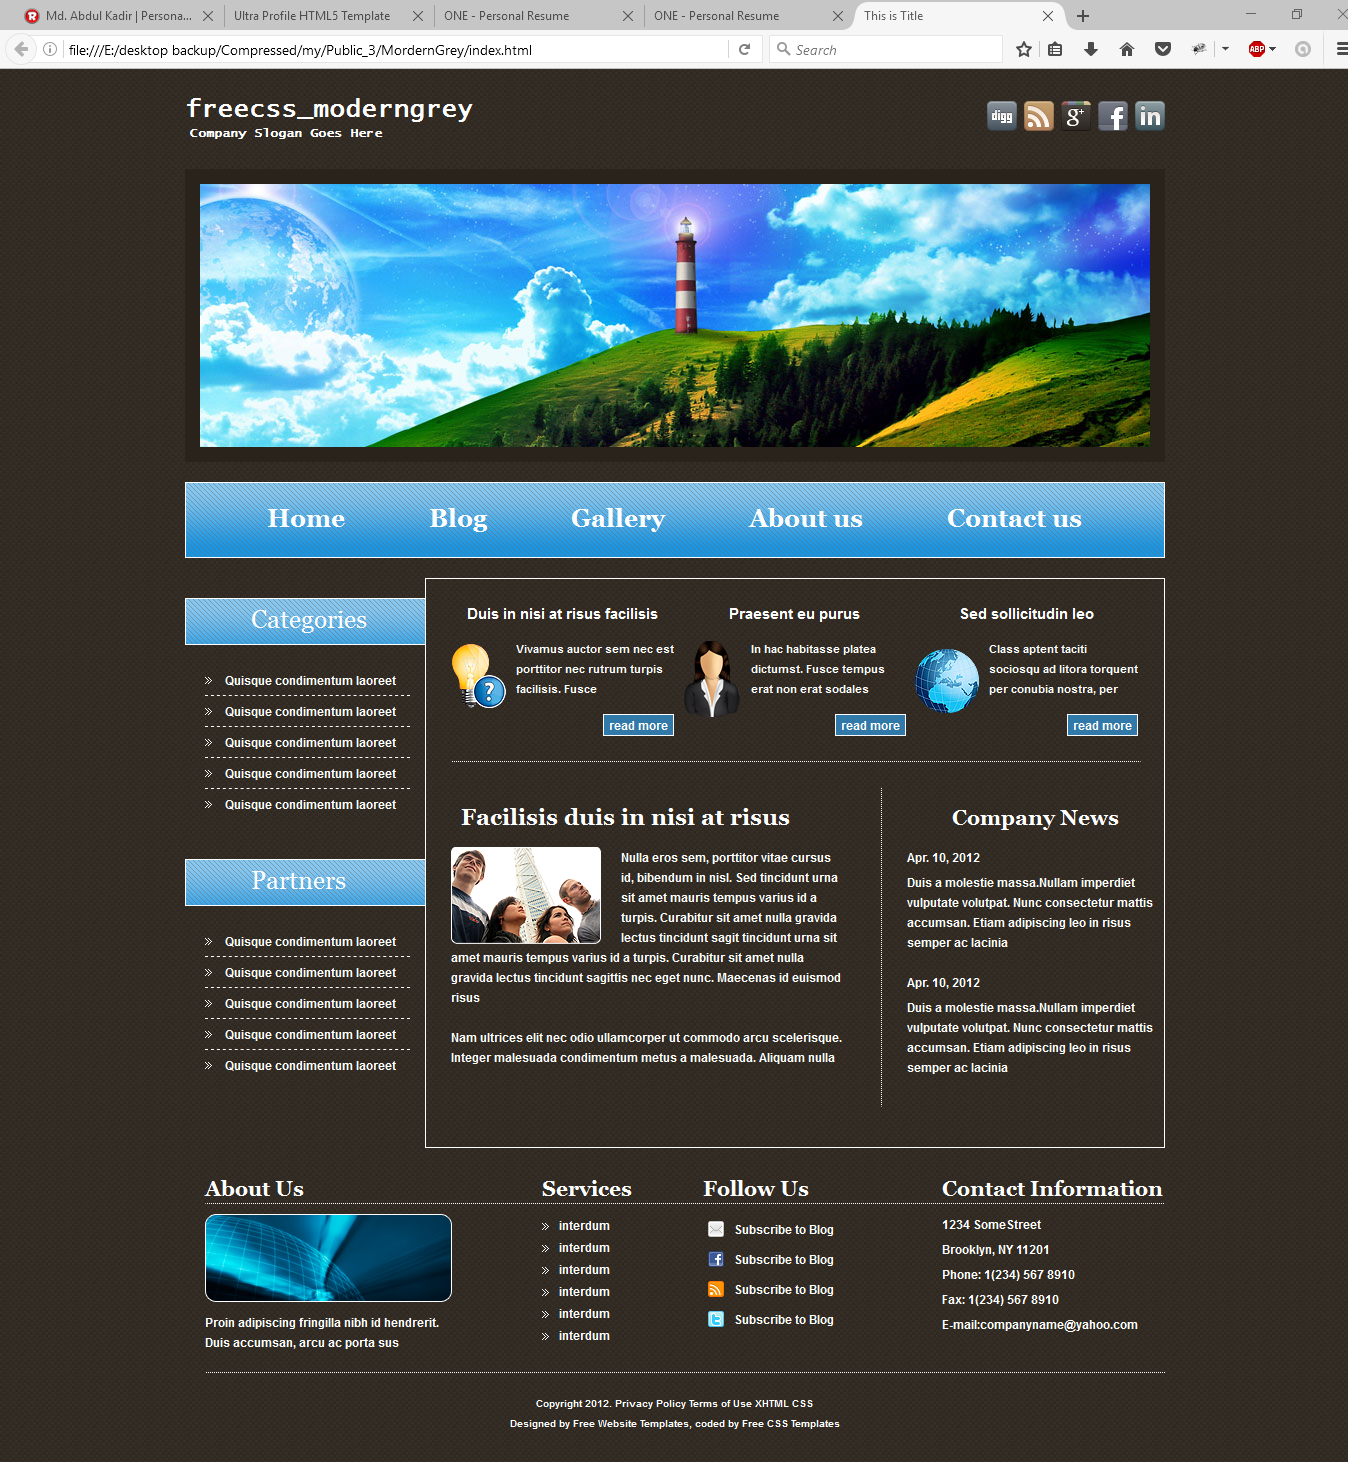 Md. Abdul Kadir | Persona...
Ultra Profile HTML5 Template
ONE - Personal Resume
ONE - Personal Resume
This is Title
file:///E:/desktop backup/Compressed/my/Public_3/MordernGrey/index.html
Search
ABP
freecss_moderngrey
Company Slogan Goes Here
digg
g+
f
in
Home
Blog
Gallery
About us
Contact us
Categories
Quisque condimentum laoreet
Quisque condimentum laoreet
Quisque condimentum laoreet
Quisque condimentum laoreet
Quisque condimentum laoreet
Partners
Quisque condimentum laoreet
Quisque condimentum laoreet
Quisque condimentum laoreet
Quisque condimentum laoreet
Quisque condimentum laoreet
Duis in nisi at risus facilisis
Vivamus auctor sem nec est
porttitor nec rutrum turpis
facilisis. Fusce
read more
Praesent eu purus
In hac habitasse platea
dictumst. Fusce tempus
erat non erat sodales
read more
Sed sollicitudin leo
Class aptent taciti
sociosqu ad litora torquent
per conubia nostra, per
read more
Facilisis duis in nisi at risus
Nulla eros sem, porttitor vitae cursus
id, bibendum in nisl. Sed tincidunt urna
sit amet mauris tempus varius id a
turpis. Curabitur sit amet nulla gravida
lectus tincidunt sagit tincidunt urna sit
amet mauris tempus varius id a turpis. Curabitur sit amet nulla
gravida lectus tincidunt sagittis nec eget nunc. Maecenas id euismod
risus
Nam ultrices elit nec odio ullamcorper ut commodo arcu scelerisque.
Integer malesuada condimentum metus a malesuada. Aliquam nulla
Company News
Apr. 10, 2012
Duis a molestie massa.Nullam imperdiet
vulputate volutpat. Nunc consectetur mattis
accumsan. Etiam adipiscing leo in risus
semper ac lacinia
Apr. 10, 2012
Duis a molestie massa.Nullam imperdiet
vulputate volutpat. Nunc consectetur mattis
accumsan. Etiam adipiscing leo in risus
semper ac lacinia
About Us
Proin adipiscing fringilla nibh id hendrerit.
Duis accumsan, arcu ac porta sus
Services
interdum
interdum
interdum
interdum
interdum
interdum
Follow Us
Subscribe to Blog
Subscribe to Blog
Subscribe to Blog
Subscribe to Blog
Contact Information
1234 SomeStreet
Brooklyn, NY 11201
Phone: 1(234) 567 8910
Fax: 1(234) 567 8910
E-mail:companyname@yahoo.com
Copyright 2012. Privacy Policy Terms of Use XHTML CSS
Designed by Free Website Templates, coded by Free CSS Templates